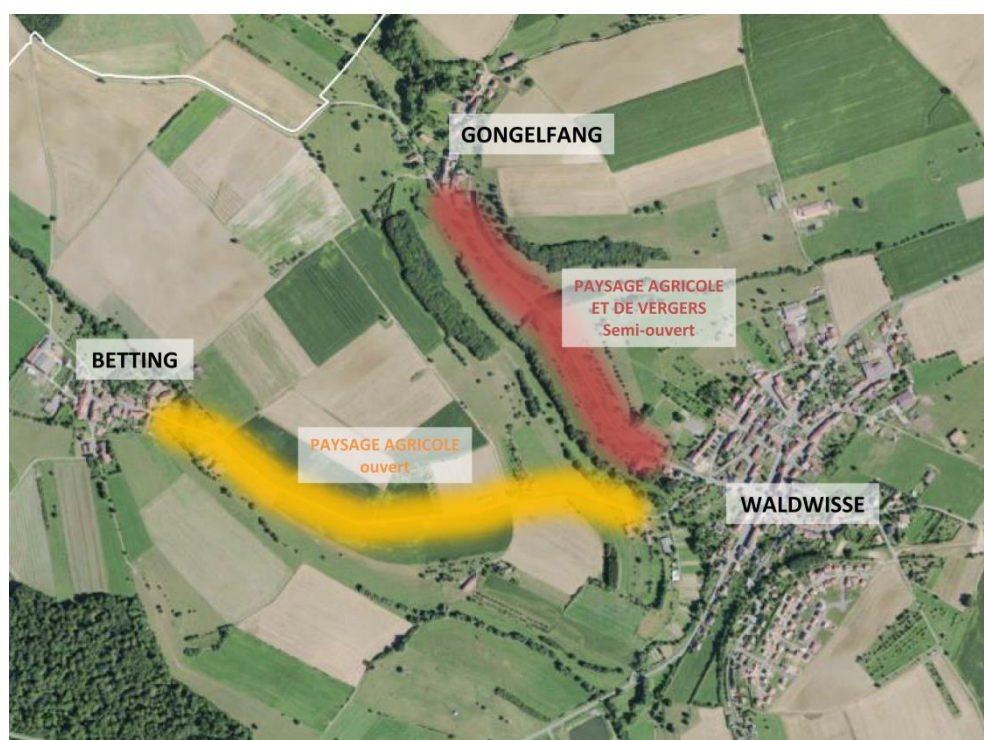 GONGELFANG
PAYSAGE AGRICOLE
ET DE VERGERS
Semi-ouvert
BETTING
PAYSAGE AGRICOLE
ouvert
WALDWISSE